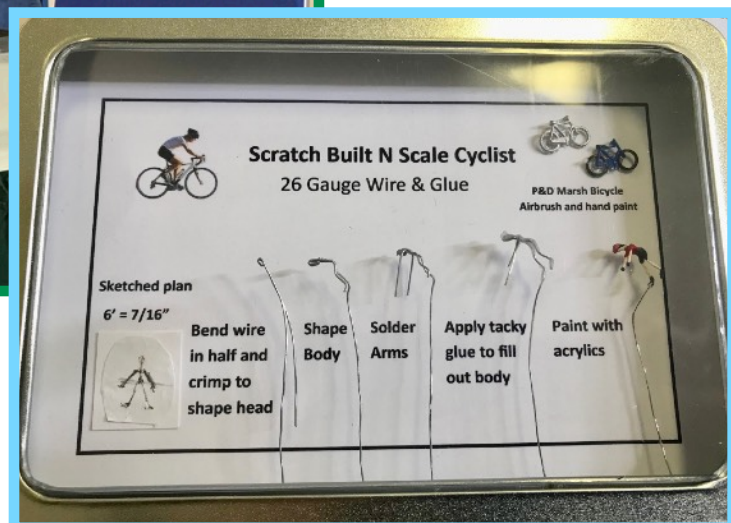 Scratch Built N Scale Cyclist
26 Gauge Wire & Glue
P&D Marsh Bicycle
Airbrush and hand paint
Sketched plan
6' = 7/16"
Bend wire
in half and
crimp to
shape head
Shape
Body
Solder
Arms
Apply tacky
glue to fill
out body
Paint with
acrylics